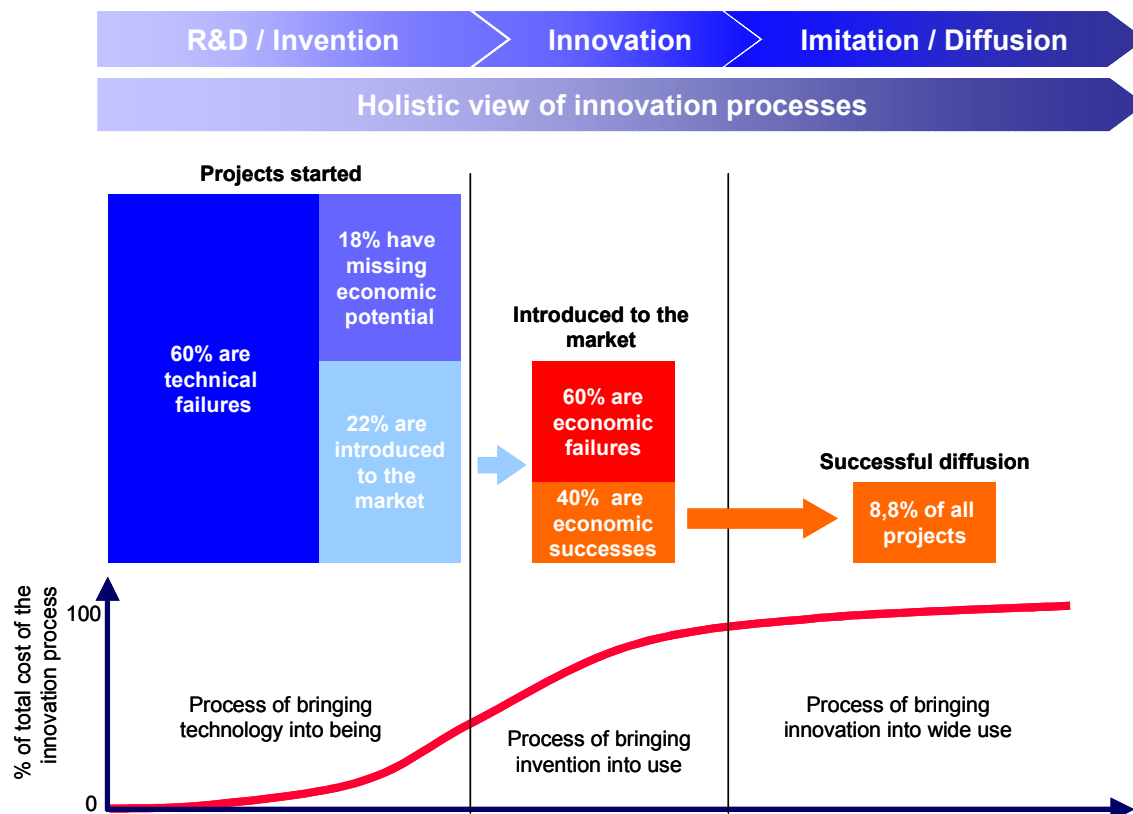 R&D / Invention
Innovation
Imitation / Diffusion
Holistic view of innovation processes
Projects started
60% are
technical
failures
18% have
missing
economic
potential
22% are
introduced
to the
market
Introduced to the
market
60% are
economic
failures
40% are
economic
successes
Successful diffusion
8,8% of all
projects
% of total cost of the
innovation process
100
0
Process of bringing
technology into being
Process of bringing
invention into use
Process of bringing
innovation into wide use